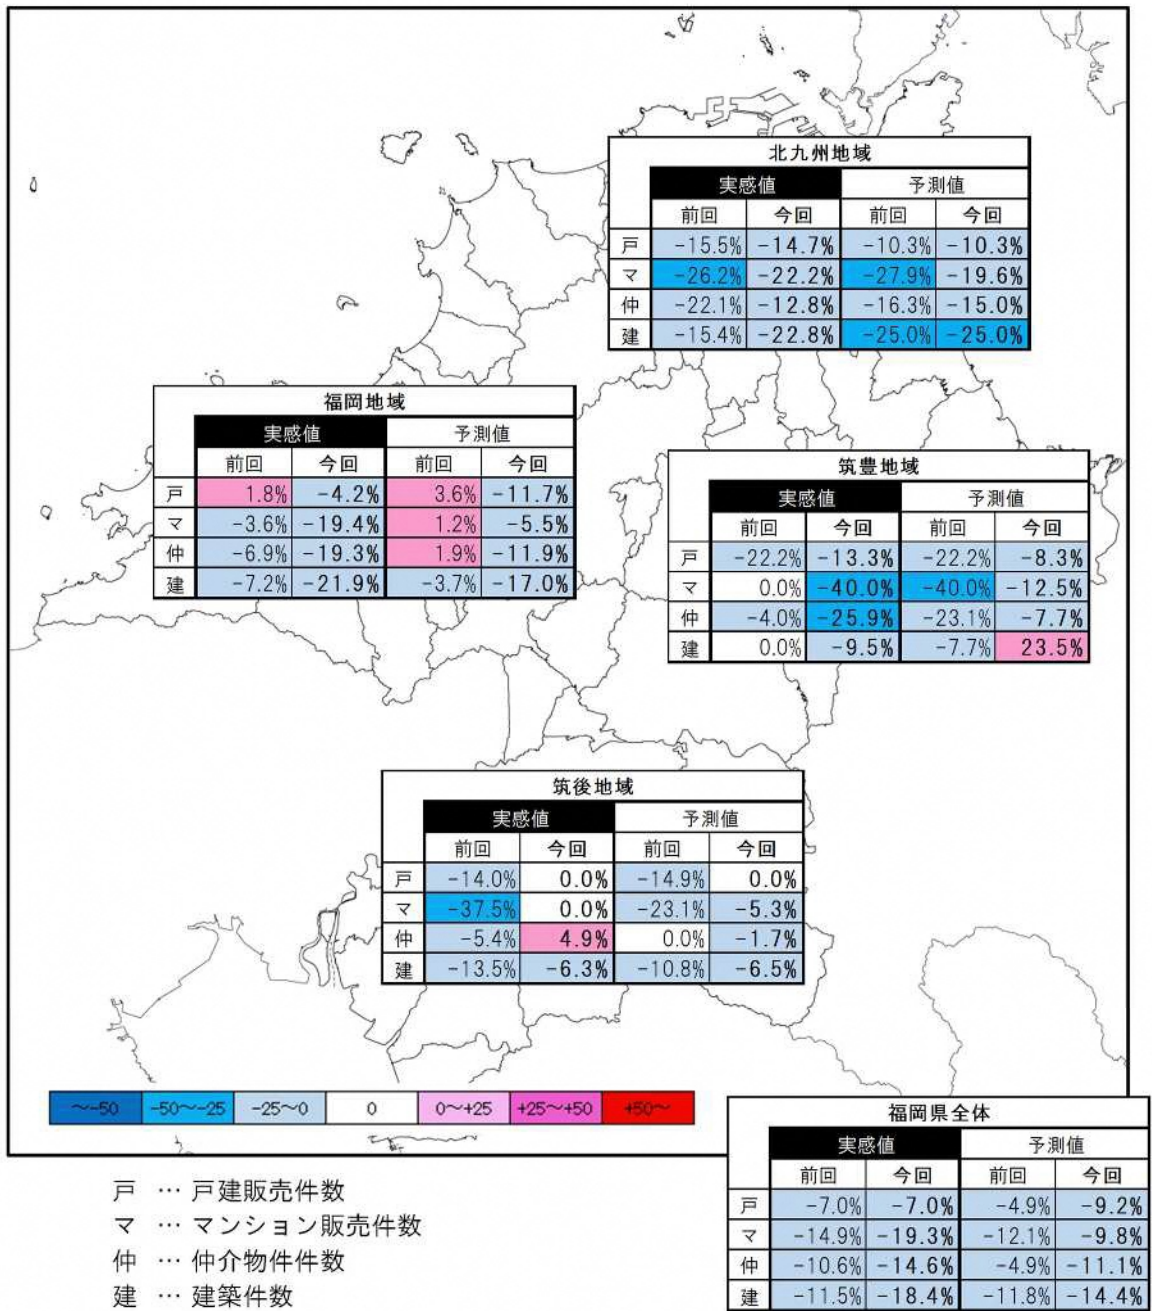 北九州地域
実感値 予測値
前回 今回 前回 今回
戸 -15.5% -14.7% -10.3% -10.3%
マ -26.2% -22.2% -27.9% -19.6%
仲 -22.1% -12.8% -16.3% -15.0%
建 -15.4% -22.8% -25.0% -25.0%
福岡地域
実感値 予測値
前回 今回 前回 今回
戸 1.8% -4.2% 3.6% -11.7%
マ -3.6% -19.4% 1.2% -5.5%
仲 -6.9% -19.3% 1.9% -11.9%
建 -7.2% -21.9% -3.7% -17.0%
筑豊地域
実感値 予測値
前回 今回 前回 今回
戸 -22.2% -13.3% -22.2% -8.3%
マ 0.0% -40.0% -40.0% -12.5%
仲 -4.0% -25.9% -23.1% -7.7%
建 0.0% -9.5% -7.7% 23.5%
筑後地域
実感値 予測値
前回 今回 前回 今回
戸 -14.0% 0.0% -14.9% 0.0%
マ -37.5% 0.0% -23.1% -5.3%
仲 -5.4% 4.9% 0.0% -1.7%
建 -13.5% -6.3% -10.8% -6.5%
~-50 -50~-25 -25~0 0 0~+25 +25~+50 +50~
福岡県全体
実感値 予測値
前回 今回 前回 今回
戸 -7.0% -7.0% -4.9% -9.2%
マ -14.9% -19.3% -12.1% -9.8%
仲 -10.6% -14.6% -4.9% -11.1%
建 -11.5% -18.4% -11.8% -14.4%
戸 … 戸建販売件数
マ … マンション販売件数
仲 … 仲介物件件数
建 … 建築件数